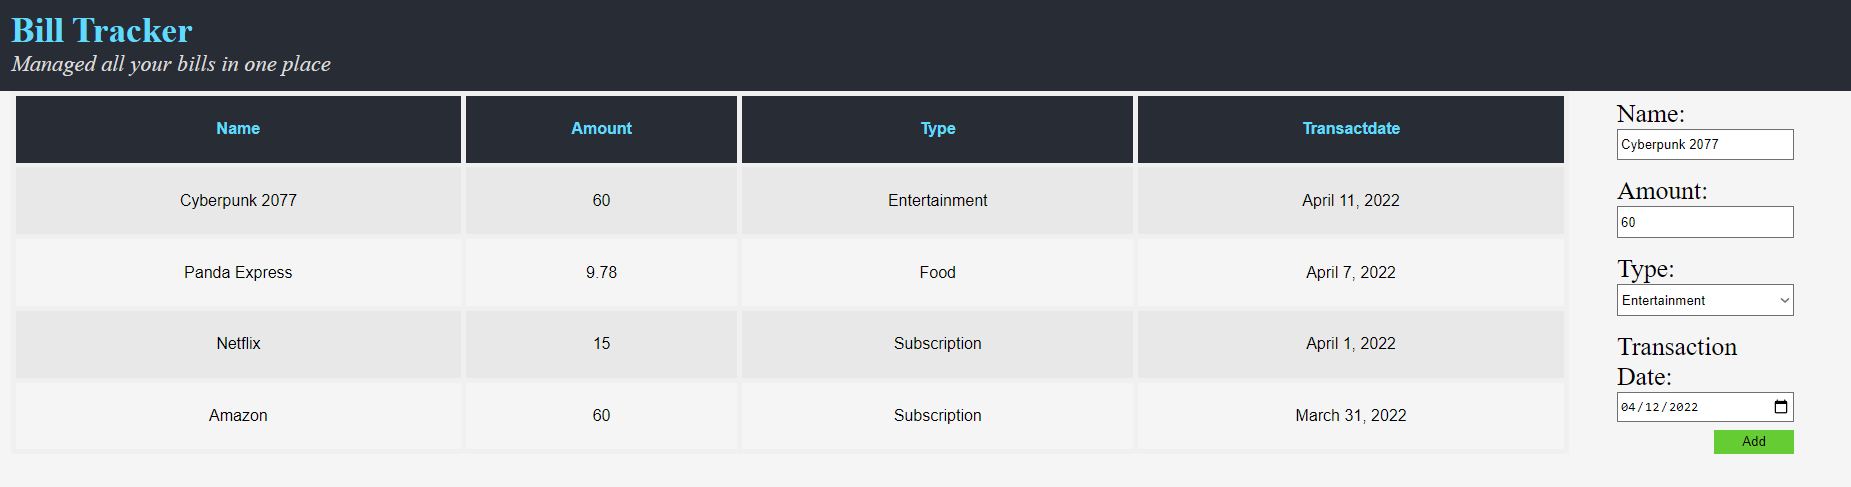 Bill Tracker
Managed all your bills in one place
Name Amount Type Transactdate
Cyberpunk 2077 60 Entertainment April 11, 2022
Panda Express 9.78 Food April 7, 2022
Netflix 15 Subscription April 1, 2022
Amazon 60 Subscription March 31, 2022
Name:
Cyberpunk 2077
Amount:
60
Type:
Entertainment
Transaction
Date:
04/12/2022
Add